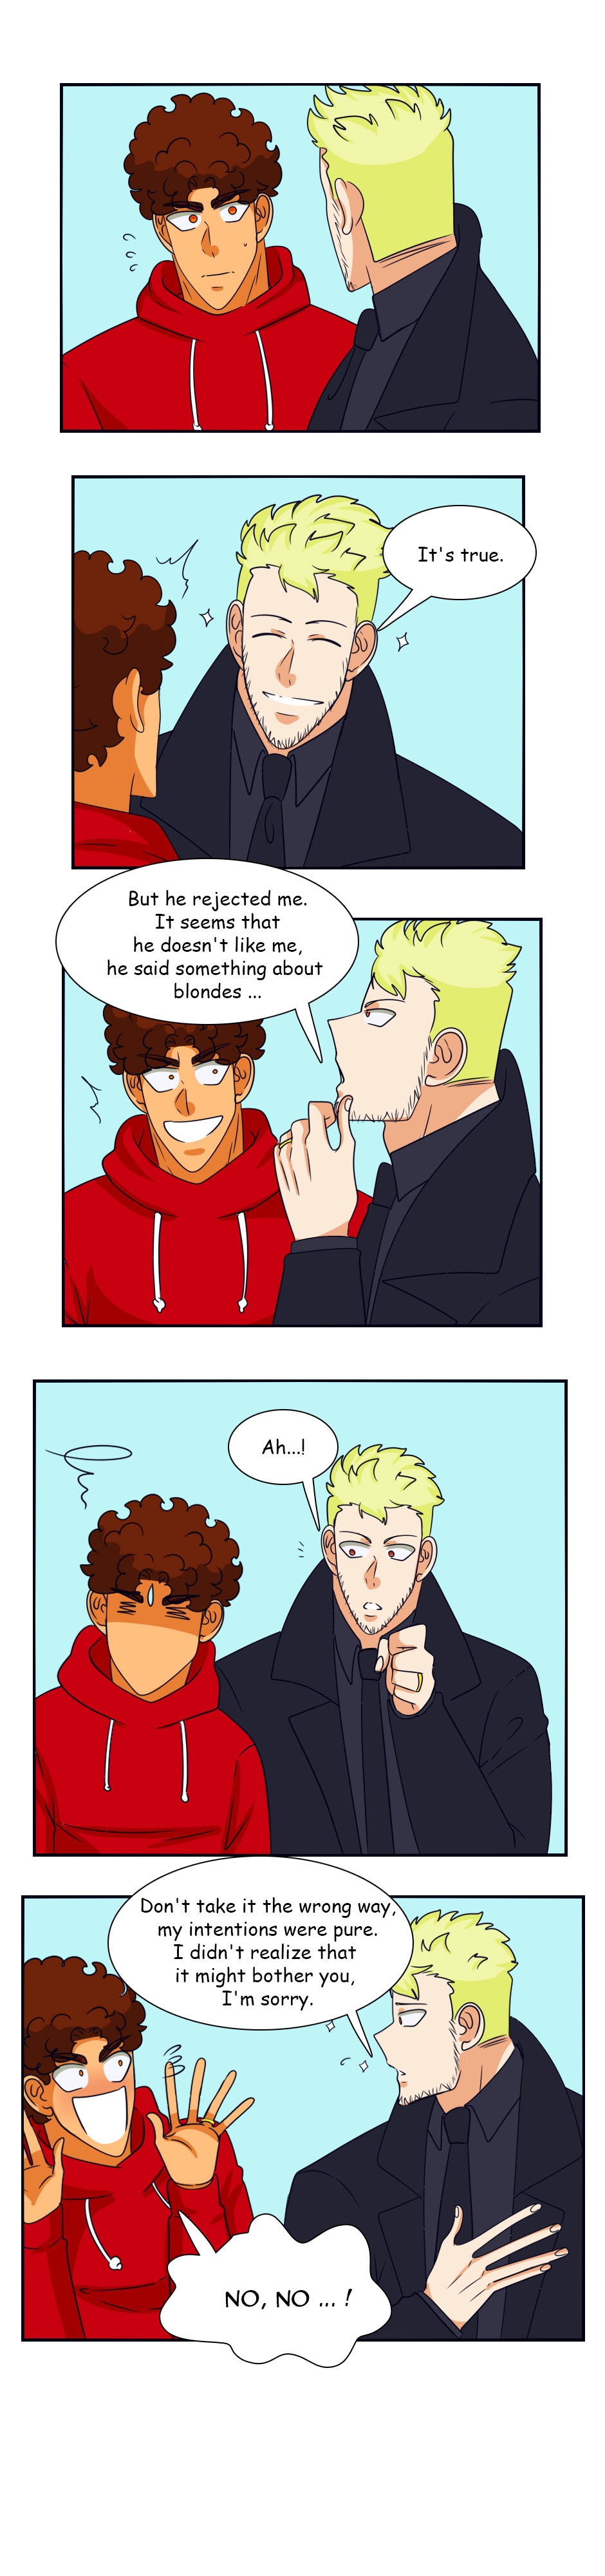 It's true.
But he rejected me.
It seems that
he doesn't like me,
he said something about
blondes ...
Ah...!
Don't take it the wrong way,
my intentions were pure.
I didn't realize that
it might bother you,
I'm sorry.
NO, NO ... !